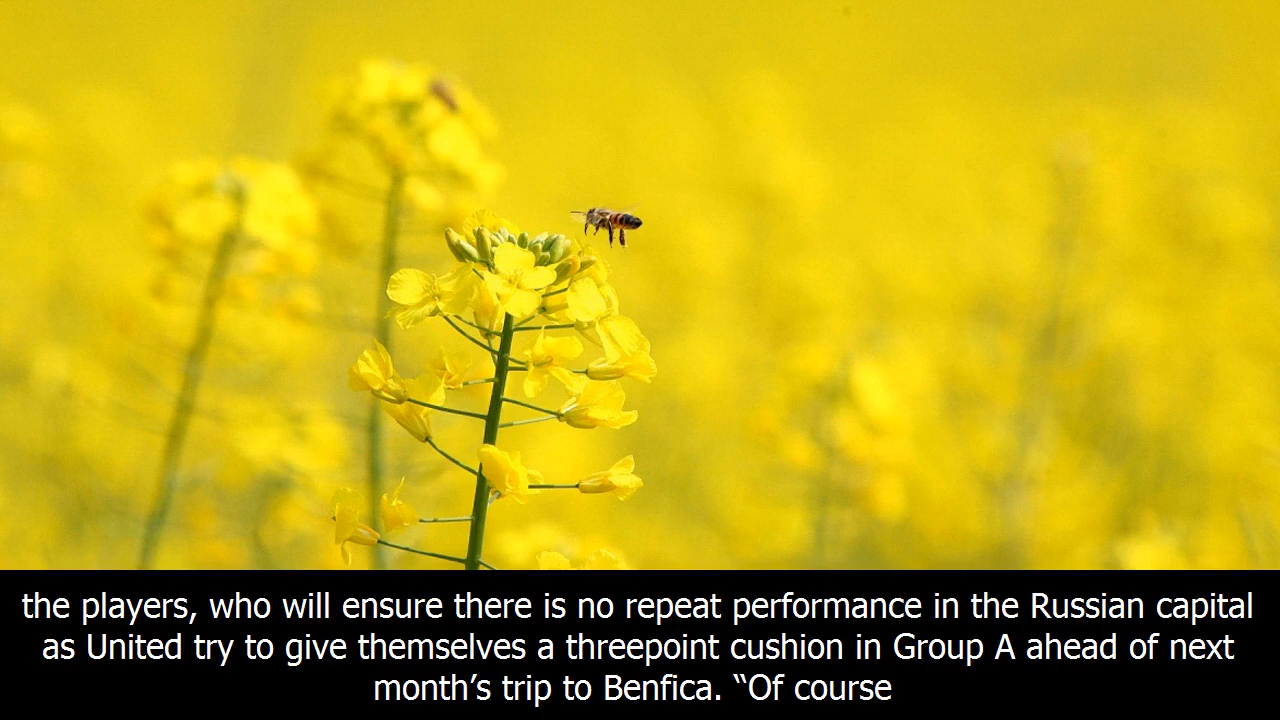 the players, who will ensure there is no repeat performance in the Russian capital
as United try to give themselves a threepoint cushion in Group A ahead of next
month’s trip to Benfica. “Of course